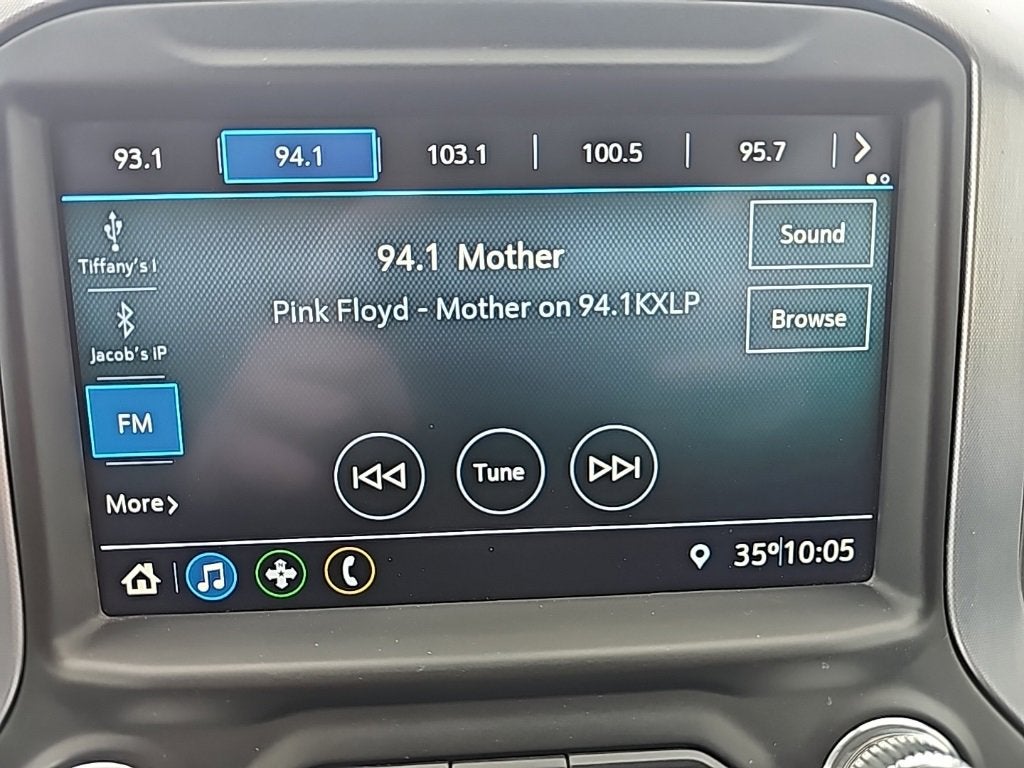 93.1 94.1 103.1 100.5 95.7
Tiffany's I
Jacob's iP
FM
More
94.1 Mother
Pink Floyd - Mother on 94.1KXLP
Tune
Sound
Browse
35° 10:05